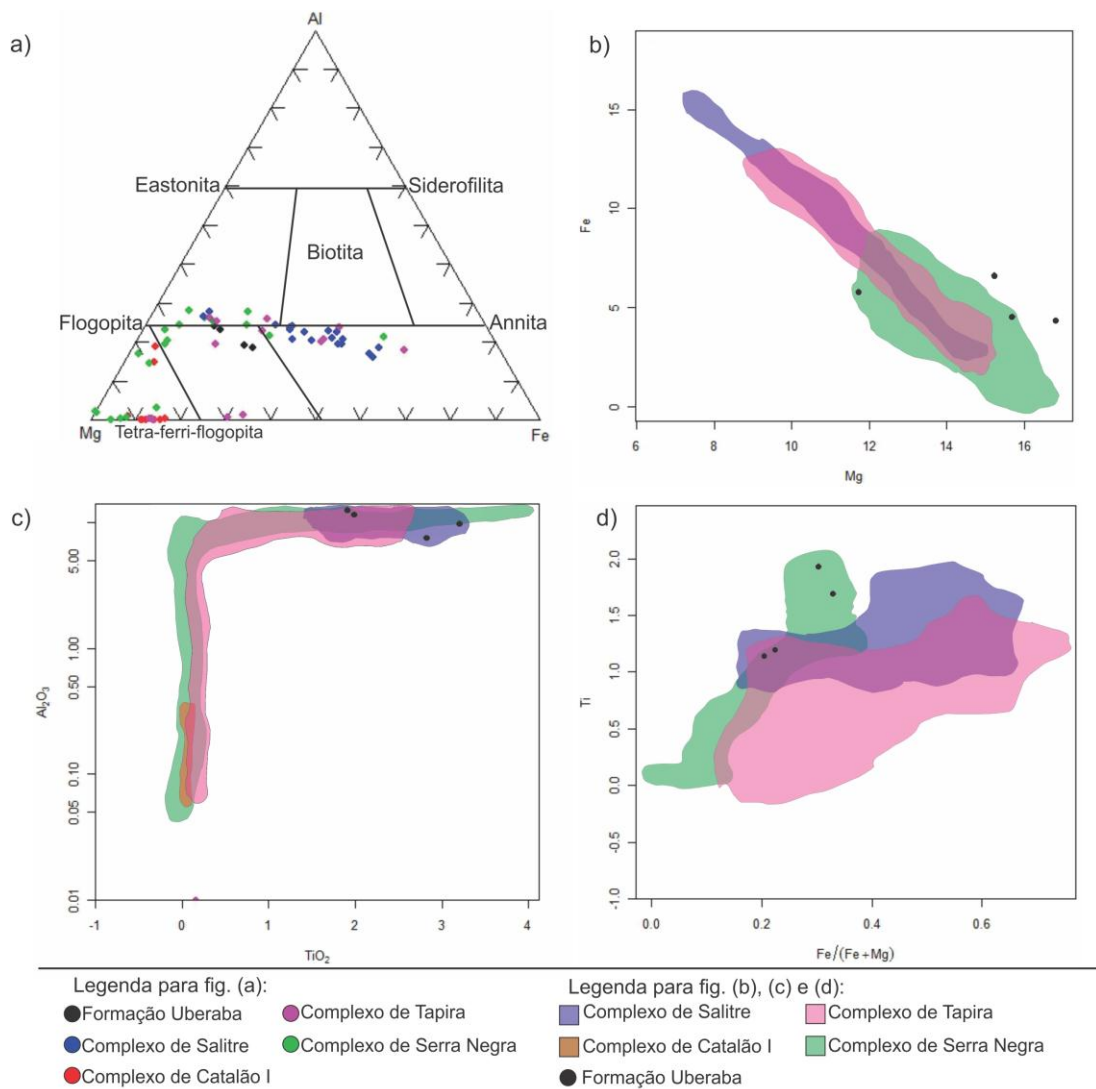 a)
Al
Eastonita
Siderofilita
Biotita
Flogopita
Annita
Mg
Tetra-ferri-flogopita
Fe
b)
Fe
15
10
5
0
6
8
10
12
14
16
Mg
c)
Al2O3
5.00
1.00
0.50
0.10
0.05
0.01
-1
0
1
2
3
4
TiO2
d)
Ti
2.0
1.5
1.0
0.5
0.0
-0.5
-1.0
0.0
0.2
0.4
0.6
Fe/(Fe+Mg)
Legenda para fig. (a):
Formação Uberaba
Complexo de Tapira
Complexo de Salitre
Complexo de Serra Negra
Complexo de Catalão I
Legenda para fig. (b), (c) e (d):
Complexo de Salitre
Complexo de Tapira
Complexo de Catalão I
Complexo de Serra Negra
Formação Uberaba